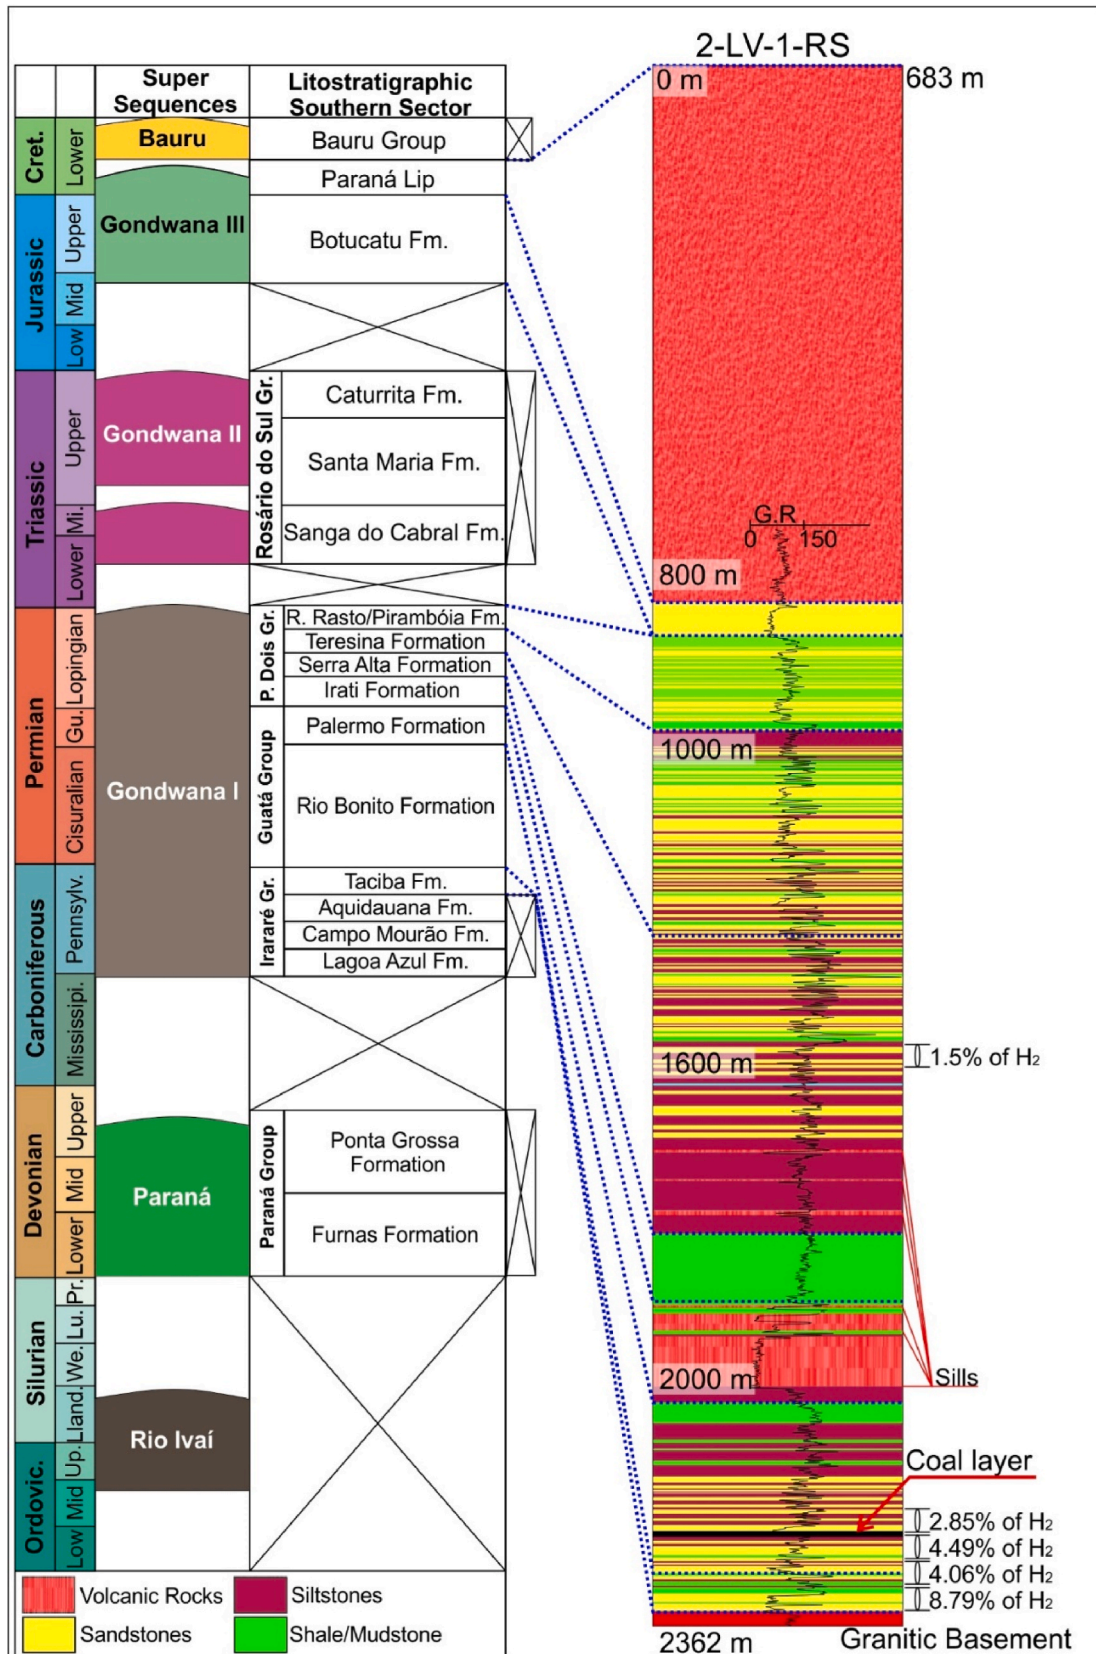 2-LV-1-RS
Super
Sequences
Litostratigraphic
Southern Sector
0 m
683 m
Cret.
Lower
Bauru
Bauru Group
Paraná Lip
Jurassic
Upper
Mid
Low
Gondwana III
Botucatu Fm.
Triassic
Upper
Mi.
Lower
Gondwana II
Rosário do Sul Gr.
Caturrita Fm.
Santa Maria Fm.
Sanga do Cabral Fm.
G.R
0 150
800 m
Permian
Lopingian
Gu.
Cisuralian
Gondwana I
P. Dois Gr.
R. Rasto/Pirambóia Fm.
Teresina Formation
Serra Alta Formation
Irati Formation
Guatá Group
Palermo Formation
Rio Bonito Formation
1000 m
Carboniferous
Pennsylv.
Mississipi.
Irararé Gr.
Taciba Fm.
Aquidauana Fm.
Campo Mourão Fm.
Lagoa Azul Fm.
1600 m
1.5% of H2
Devonian
Upper
Mid
Lower
Paraná
Paraná Group
Ponta Grossa
Formation
Furnas Formation
Silurian
Pr.
Lu.
We.
Lland.
2000 m
Sills
Rio Ivaí
Ordovic.
Up.
Mid
Low
Coal layer
2.85% of H2
4.49% of H2
4.06% of H2
8.79% of H2
Volcanic Rocks
Siltstones
Sandstones
Shale/Mudstone
2362 m
Granitic Basement